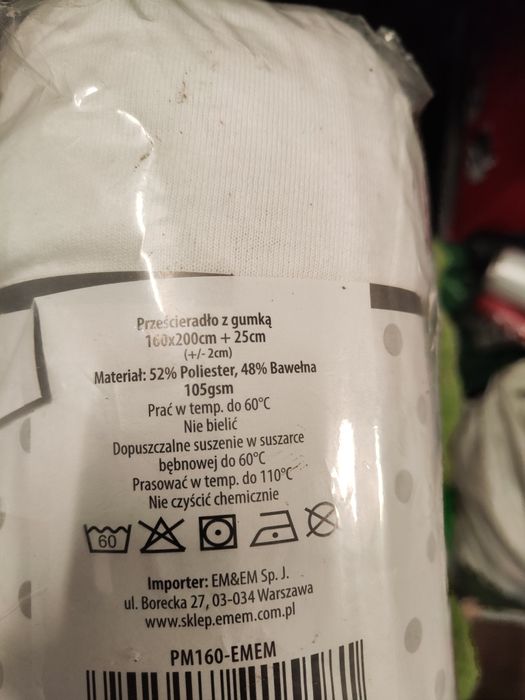 Prześcieradło z gumką
160x200cm + 25cm
(+/- 2cm)
Materiał: 52% Poliester, 48% Bawełna
105gsm
Prać w temp. do 60°C
Nie bielić
Dopuszczalne suszenie w suszarce
bębnowej do 60°C
Prasować w temp. do 110°C
Nie czyścić chemicznie
60
Importer: EM&EM Sp. J.
ul. Borecka 27, 03-034 Warszawa
www.sklep.emem.com.pl
PM160-EMEM